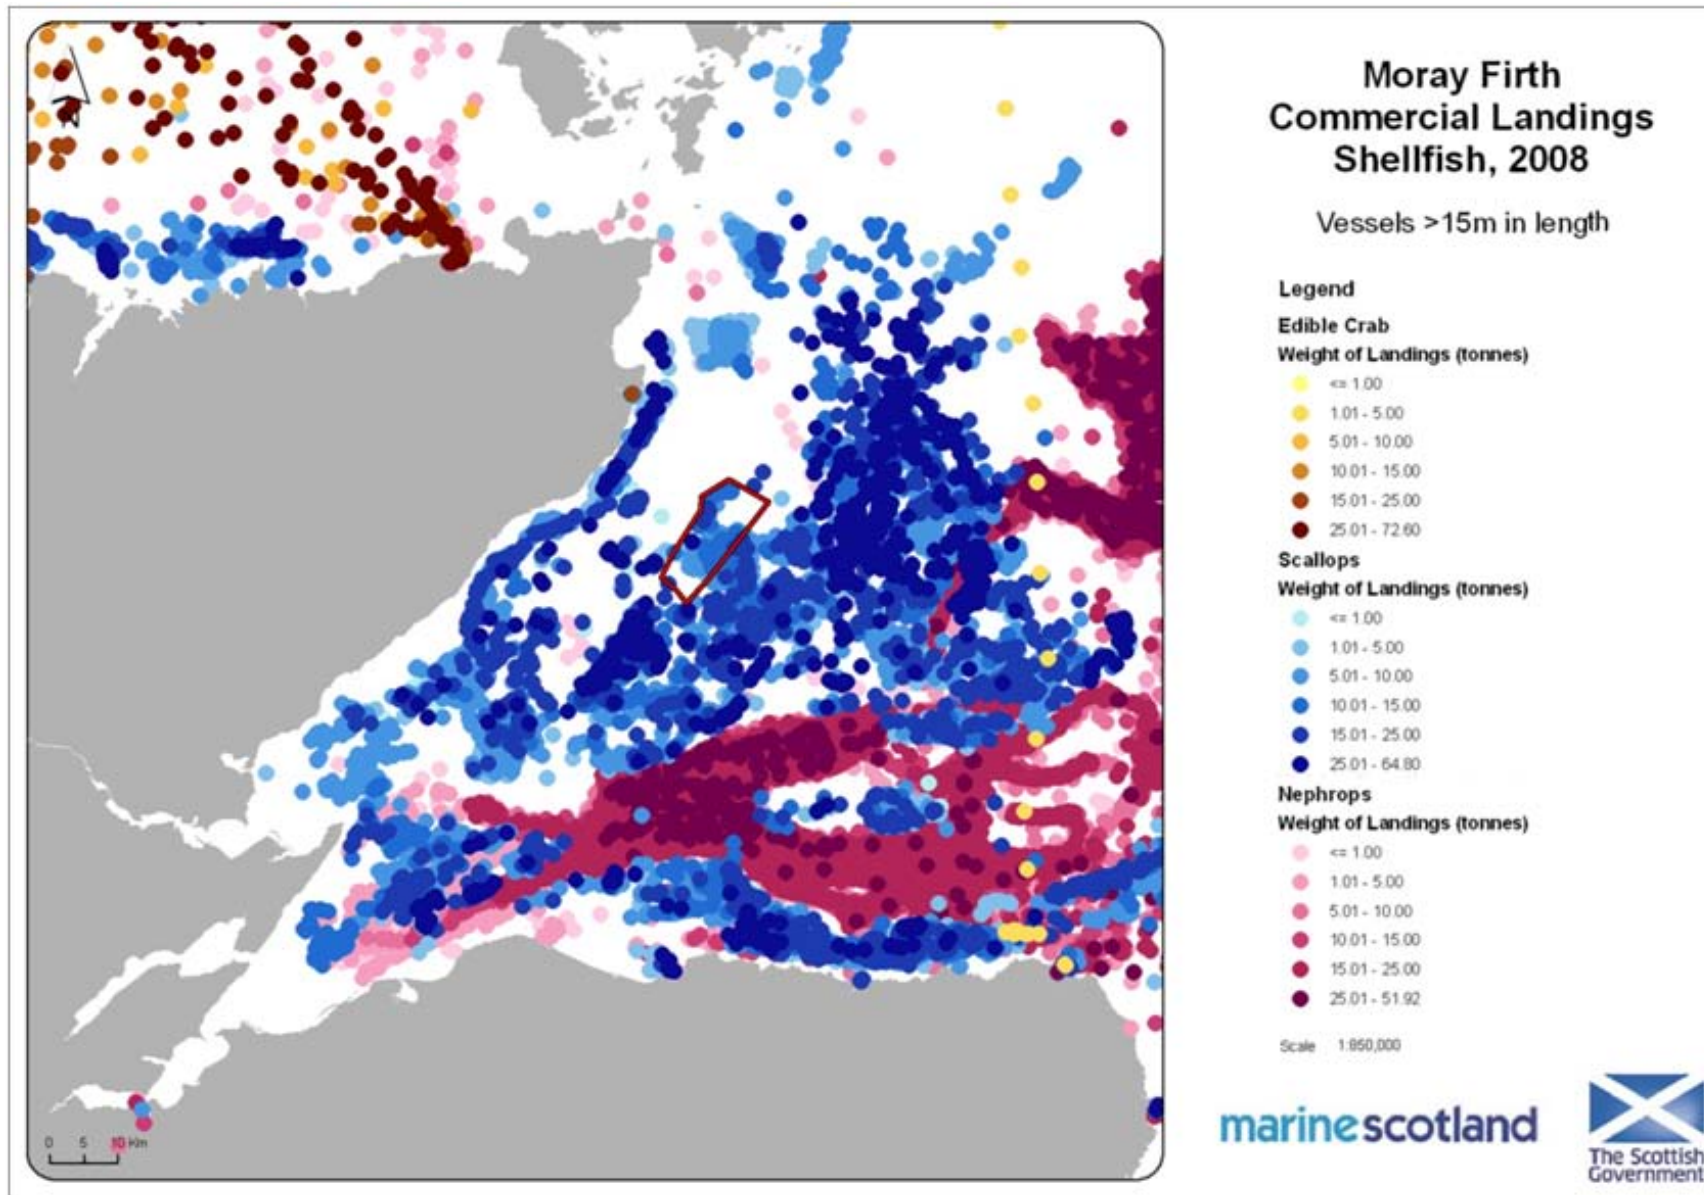 Moray Firth
Commercial Landings
Shellfish, 2008
Vessels >15m in length
Legend
Edible Crab
Weight of Landings (tonnes)
<= 1.00
1.01 - 5.00
5.01 - 10.00
10.01 - 15.00
15.01 - 25.00
25.01 - 72.60
Scallops
Weight of Landings (tonnes)
<= 1.00
1.01 - 5.00
5.01 - 10.00
10.01 - 15.00
15.01 - 25.00
25.01 - 64.80
Nephrops
Weight of Landings (tonnes)
<= 1.00
1.01 - 5.00
5.01 - 10.00
10.01 - 15.00
15.01 - 25.00
25.01 - 51.92
Scale 1:850,000
marinescotland
The Scottish
Government
N
0 5 10 Km